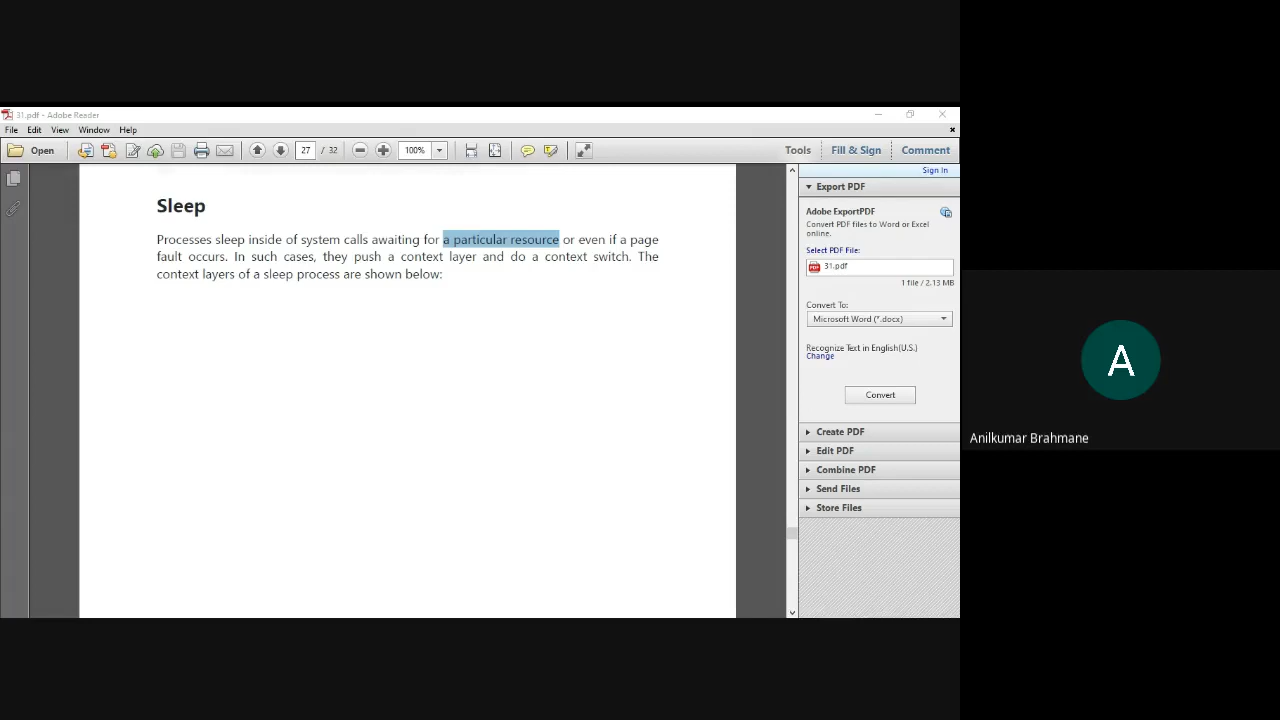 31.pdf - Adobe Reader
File Edit View Window Help
Open 27 / 32 100% Tools Fill & Sign Comment
Sign In
Sleep
Processes sleep inside of system calls awaiting for a particular resource or even if a page
fault occurs. In such cases, they push a context layer and do a context switch. The
context layers of a sleep process are shown below:
Export PDF
Adobe ExportPDF
Convert PDF files to Word or Excel
online.
Select PDF File:
31.pdf
1 file / 2.13 MB
Convert To:
Microsoft Word (*.docx)
Recognize Text in English(U.S.)
Change
Convert
Create PDF
Edit PDF
Combine PDF
Send Files
Store Files
A
Anilkumar Brahmane